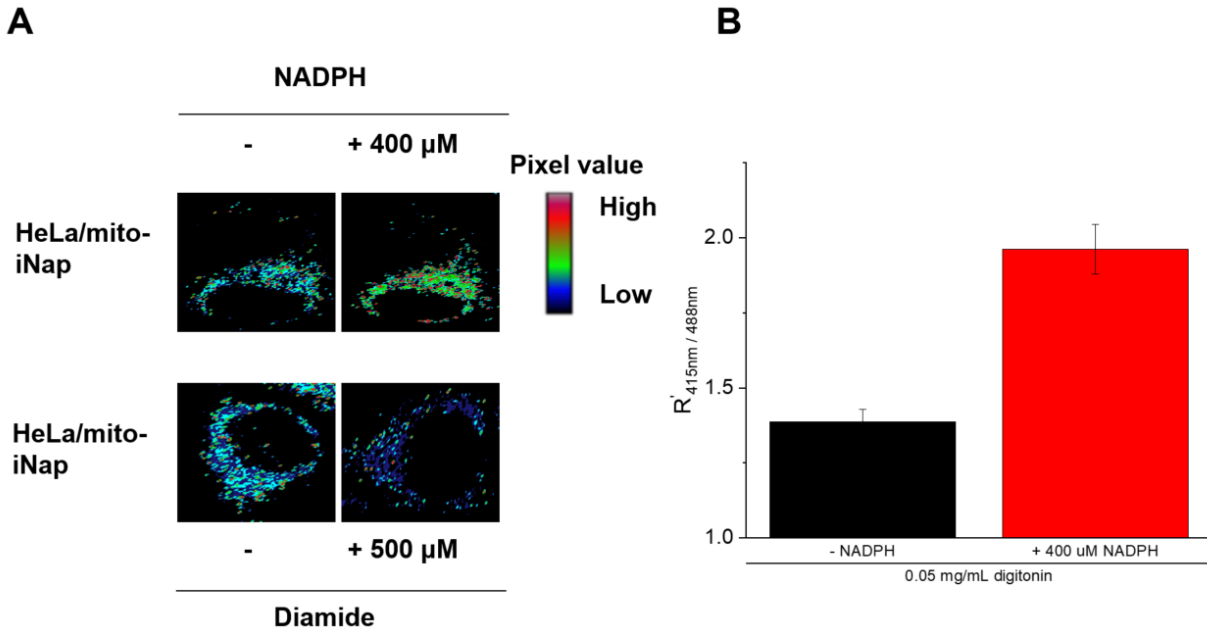 A
NADPH
- + 400 µM
Pixel value
High
Low
HeLa/mito-
iNap
HeLa/mito-
iNap
- + 500 µM
Diamide
B
R'415nm / 488nm
2.0
1.5
1.0
- NADPH + 400 uM NADPH
0.05 mg/mL digitonin